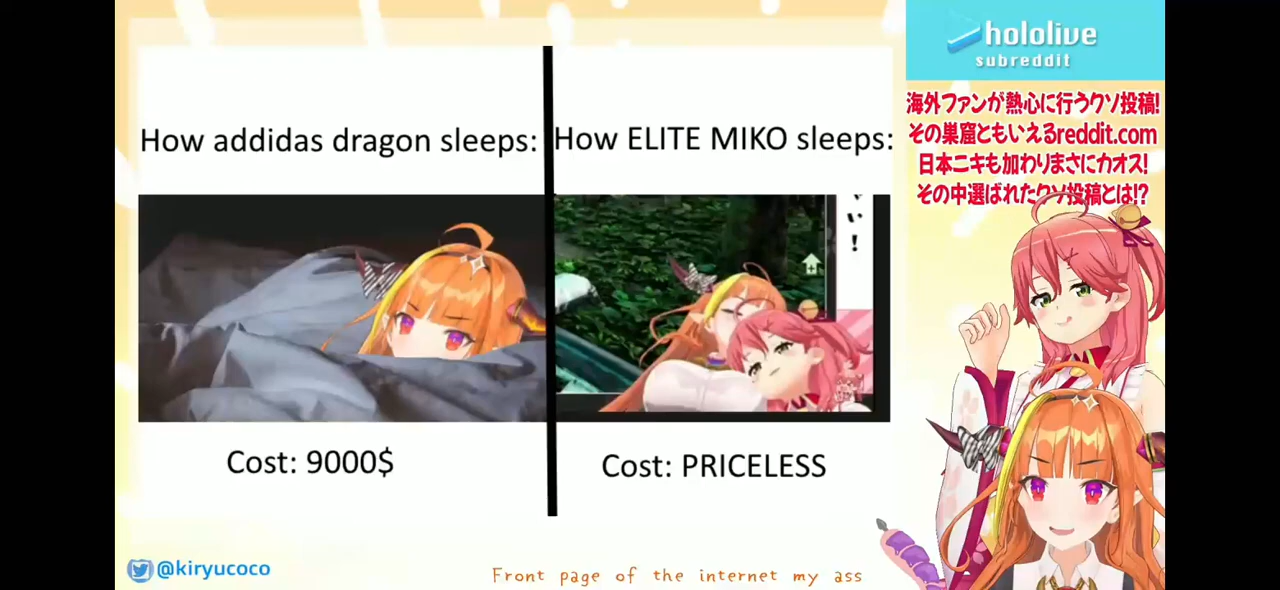 How addidas dragon sleeps:
How ELITE MIKO sleeps:
い!
Cost: 9000$
Cost: PRICELESS
@kiryucoco
Front page of the internet my ass
hololive
subreddit
海外ファンが熱心に行うクソ投稿!
その巣窟ともいえるreddit.com
日本ニキも加わりまさにカオス!
その中選ばれたクソ投稿とは!?